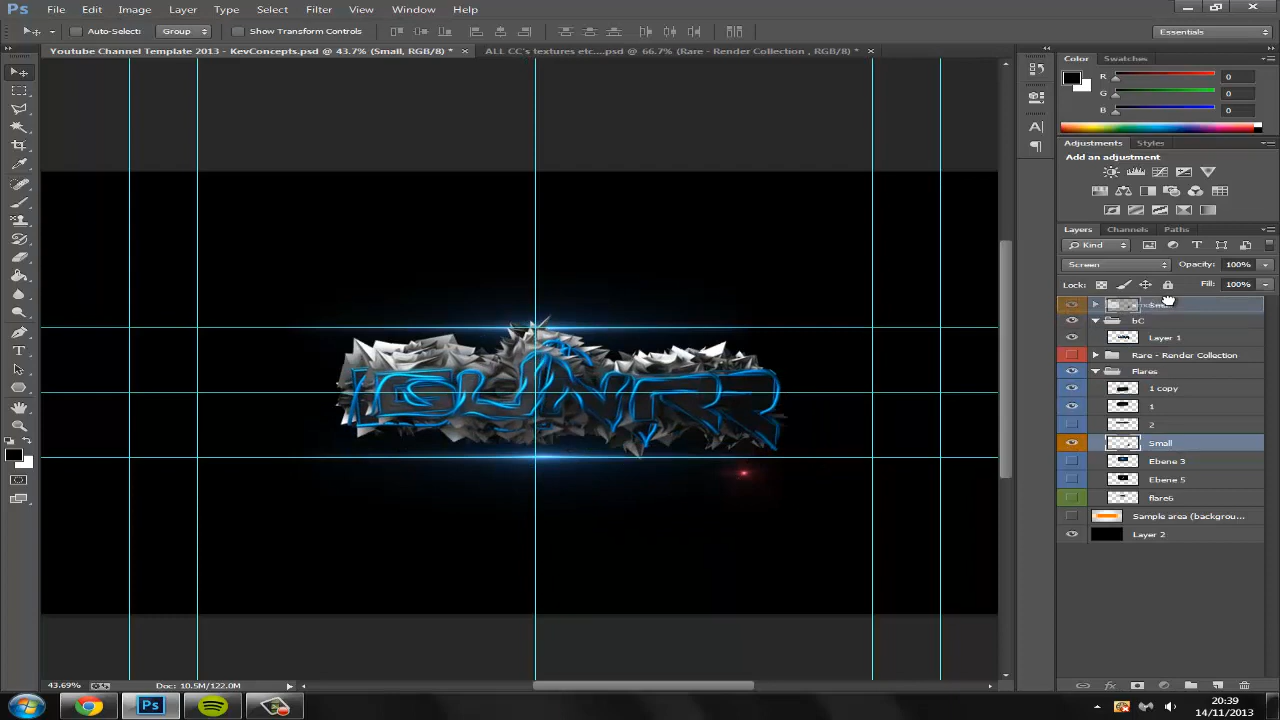 Ps File Edit Image Layer Type Select Filter View Window Help
Auto-Select: Group Show Transform Controls Essentials
Youtube Channel Template 2013 - KevConcepts.psd @ 43.7% (Small, RGB/8) * ALL CC's textures etc....psd @ 66.7% (Rare - Render Collection , RGB/8) *
Color Swatches
R 0
G 0
B 0
Adjustments Styles
Add an adjustment
Layers Channels Paths
Kind
Screen Opacity: 100%
Lock: Fill: 100%
bC
Layer 1
Rare - Render Collection
Flares
1 copy
1
2
Small
Ebene 3
Ebene 5
flare6
Sample area (backgrou...
Layer 2
43.69% Doc: 10.5M/122.0M
Ps
20:39
14/11/2013